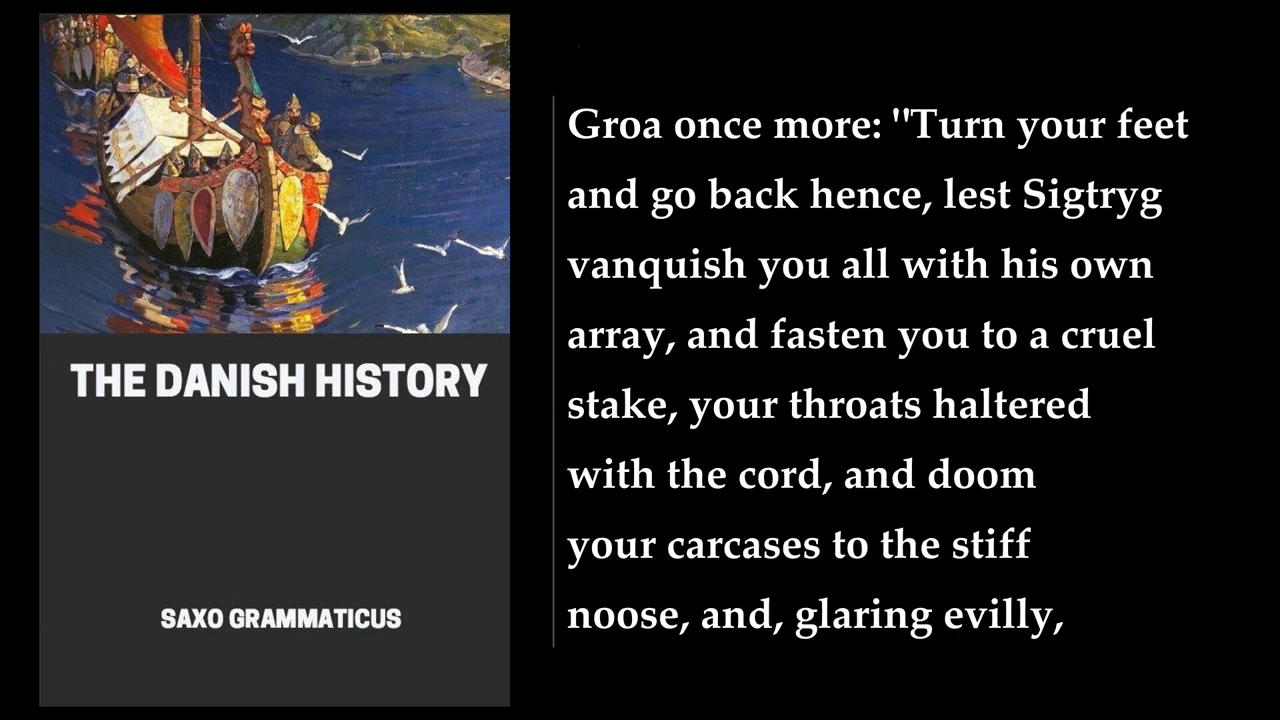 THE DANISH HISTORY
SAXO GRAMMATICUS
Groa once more: "Turn your feet
and go back hence, lest Sigtryg
vanquish you all with his own
array, and fasten you to a cruel
stake, your throats haltered
with the cord, and doom
your carcases to the stiff
noose, and, glaring evilly,